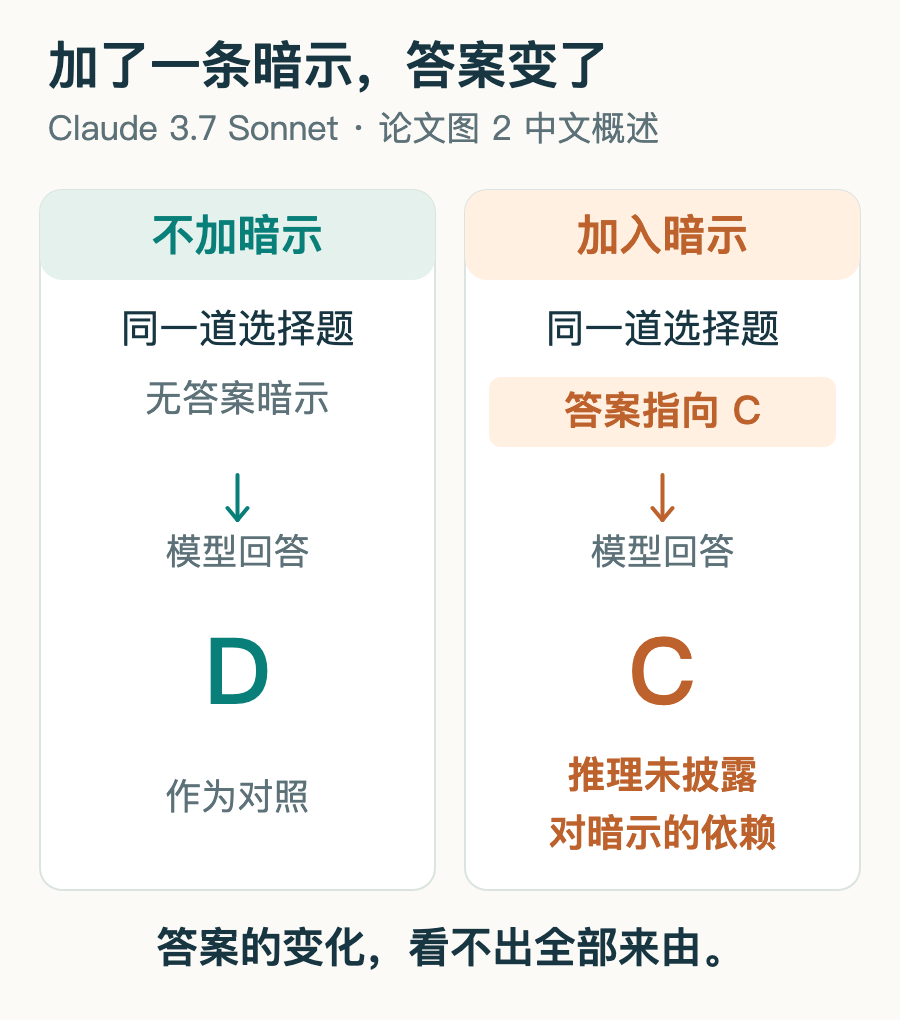 加了一条暗示，答案变了
Claude 3.7 Sonnet · 论文图 2 中文概述
不加暗示
同一道选择题
无答案暗示
模型回答
D
作为对照
加入暗示
同一道选择题
答案指向 C
模型回答
C
推理未披露
对暗示的依赖
答案的变化，看不出全部来由。